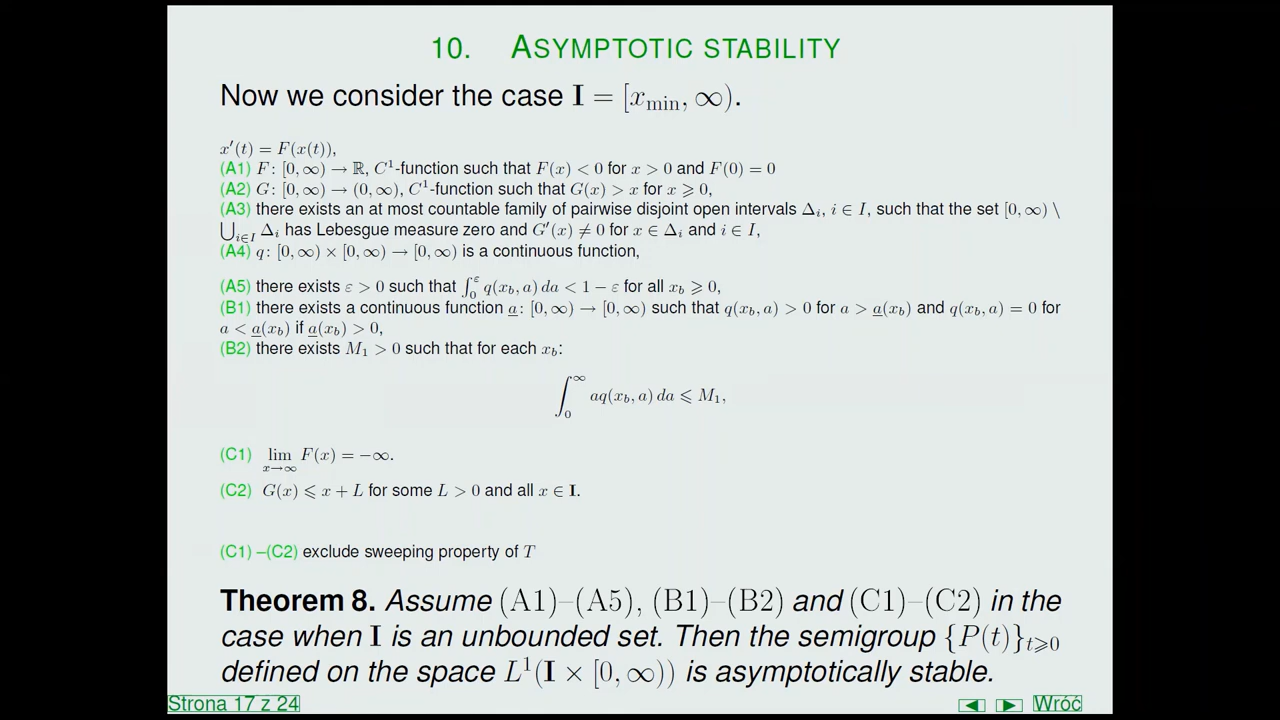 10. ASYMPTOTIC STABILITY
Now we consider the case I = [x_min, ∞).
x′(t) = F(x(t)),
(A1) F: [0, ∞) → ℝ, C¹-function such that F(x) < 0 for x > 0 and F(0) = 0
(A2) G: [0, ∞) → (0, ∞), C¹-function such that G(x) > x for x ⩾ 0,
(A3) there exists an at most countable family of pairwise disjoint open intervals Δ_i, i ∈ I, such that the set [0, ∞) \
⋃_{i∈I} Δ_i has Lebesgue measure zero and G′(x) ≠ 0 for x ∈ Δ_i and i ∈ I,
(A4) q: [0, ∞) × [0, ∞) → [0, ∞) is a continuous function,
(A5) there exists ε > 0 such that ∫_0^ε q(x_b, a) da < 1 − ε for all x_b ⩾ 0,
(B1) there exists a continuous function a̲: [0, ∞) → [0, ∞) such that q(x_b, a) > 0 for a > a̲(x_b) and q(x_b, a) = 0 for
a < a̲(x_b) if a̲(x_b) > 0,
(B2) there exists M_1 > 0 such that for each x_b:
∫_0^∞ aq(x_b, a) da ⩽ M_1,
(C1) lim_{x→∞} F(x) = −∞.
(C2) G(x) ⩽ x + L for some L > 0 and all x ∈ I.
(C1) –(C2) exclude sweeping property of T
Theorem 8. Assume (A1)–(A5), (B1)–(B2) and (C1)–(C2) in the
case when I is an unbounded set. Then the semigroup {P(t)}_{t⩾0}
defined on the space L¹(I × [0, ∞)) is asymptotically stable.
Strona 17 z 24
Wróć